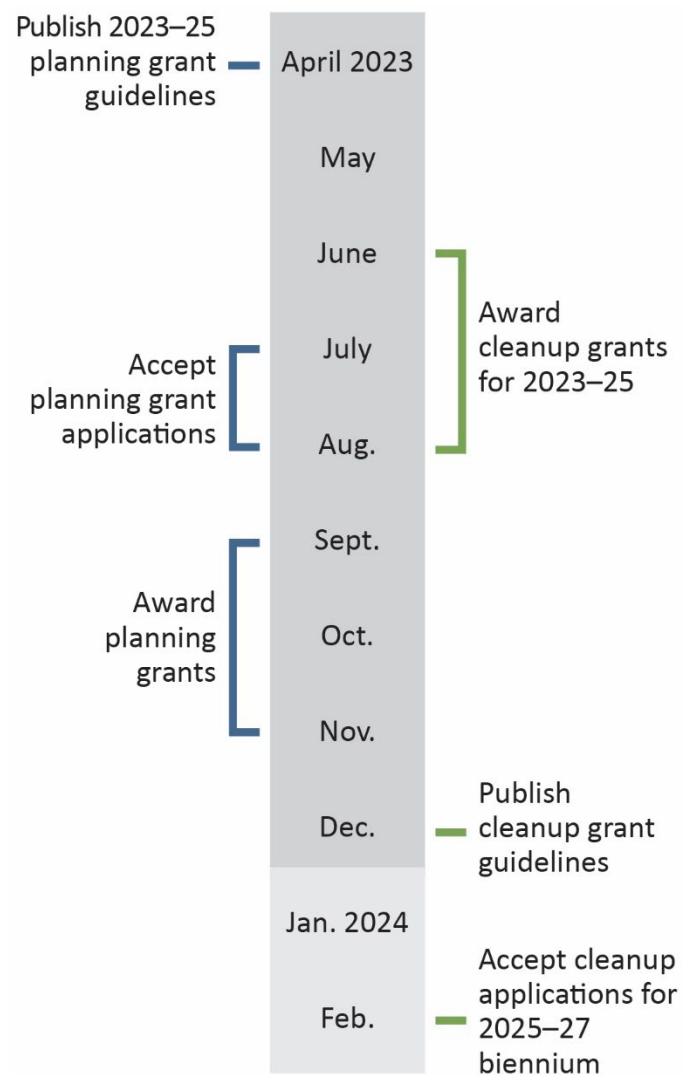 Publish 2023–25
planning grant
guidelines
April 2023
May
June
Award
cleanup grants
for 2023–25
July
Accept
planning grant
applications
Aug.
Sept.
Award
planning
grants
Oct.
Nov.
Dec.
Publish
cleanup grant
guidelines
Jan. 2024
Feb.
Accept cleanup
applications for
2025–27
biennium